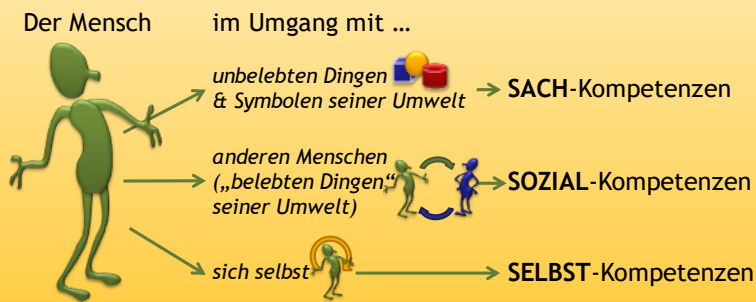 Der Mensch im Umgang mit …
unbelebten Dingen
& Symbolen seiner Umwelt
SACH-Kompetenzen
anderen Menschen
(„belebten Dingen“
seiner Umwelt)
SOZIAL-Kompetenzen
sich selbst
SELBST-Kompetenzen